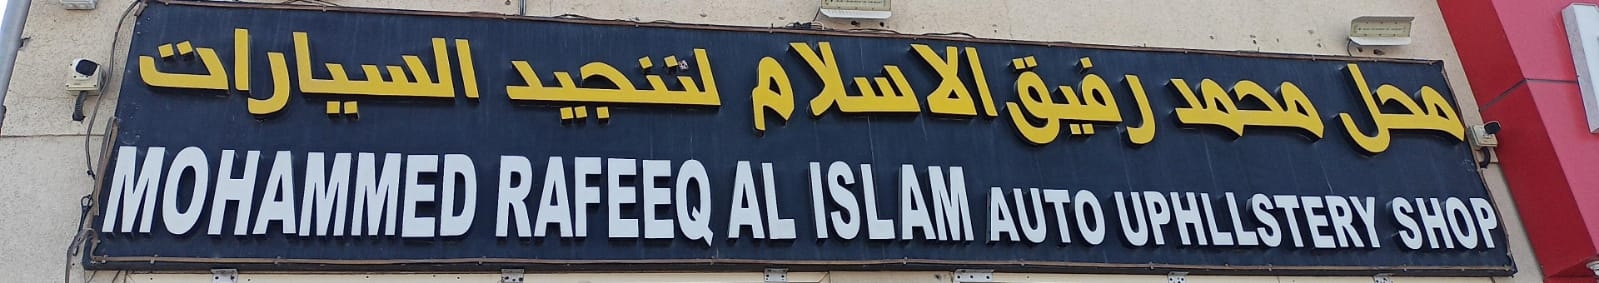 محل محمد رفيق الاسلام لتنجيد السيارات
MOHAMMED RAFEEQ AL ISLAM AUTO UPHLLSTERY SHOP